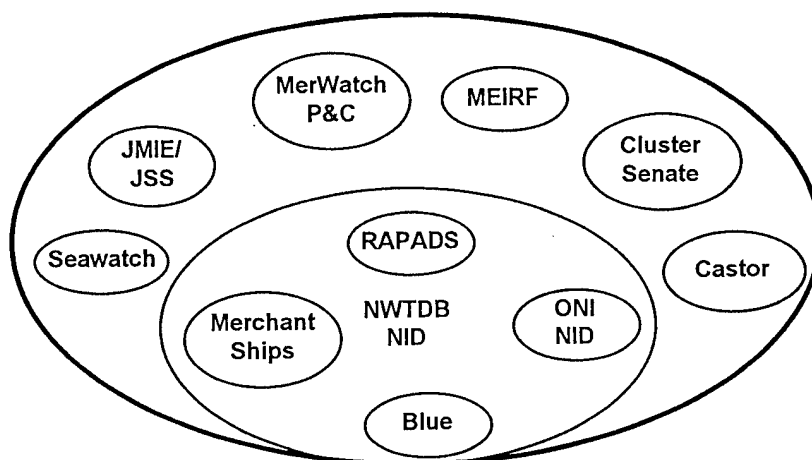 MerWatch
P&C
MEIRF
JMIE/
JSS
Cluster
Senate
Seawatch
RAPADS
Castor
Merchant
Ships
NWTDB
NID
ONI
NID
Blue